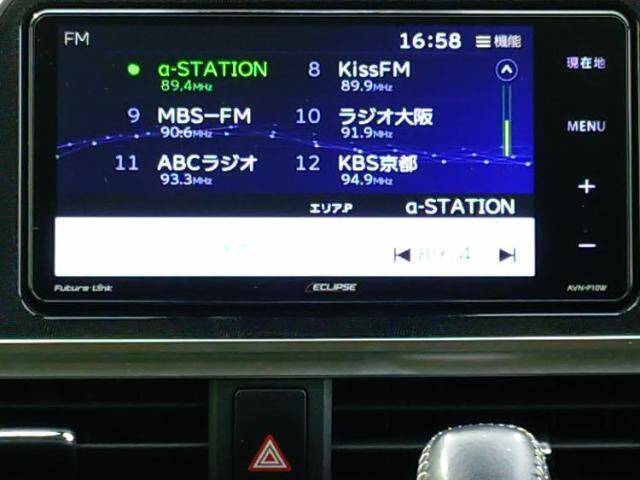 FM 16:58 機能
α-STATION 8 KissFM
89.4MHz 89.9MHz
9 MBS-FM 10 ラジオ大阪
90.6MHz 91.9MHz
11 ABCラジオ 12 KBS京都
93.3MHz 94.9MHz
エリア.P α-STATION
89.4
現在地
MENU
+
-
Future Link ECLIPSE AVN-P10W